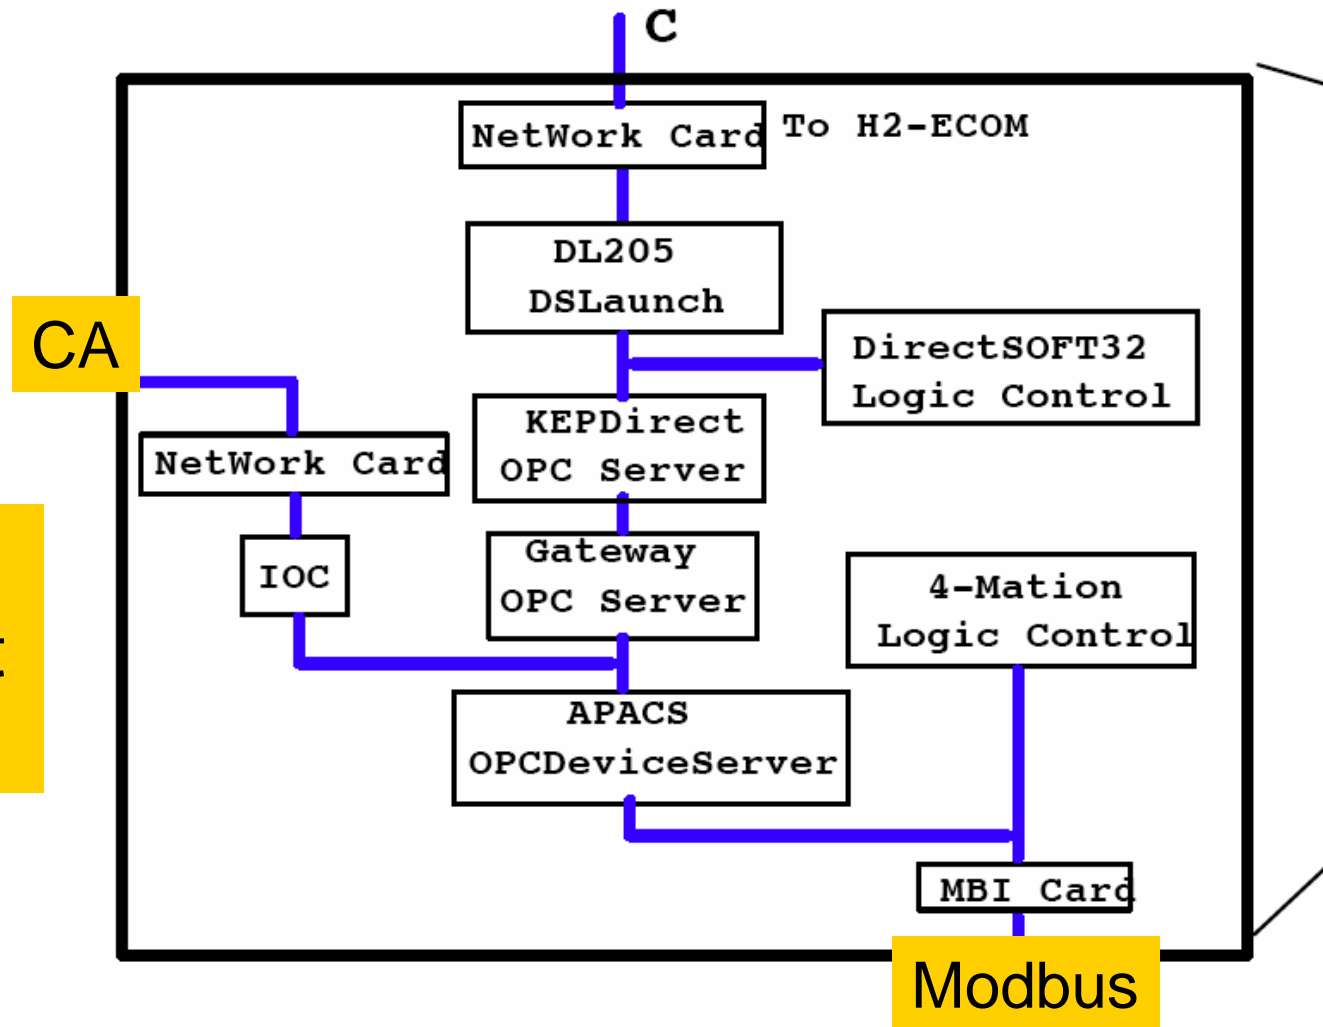 C
NetWork Card
To H2-ECOM
DL205
DSLaunch
CA
DirectSOFT32
Logic Control
KEPDirect
OPC Server
NetWork Card
Gateway
OPC Server
IOC
4-Mation
Logic Control
APACS
OPCDeviceServer
MBI Card
Modbus